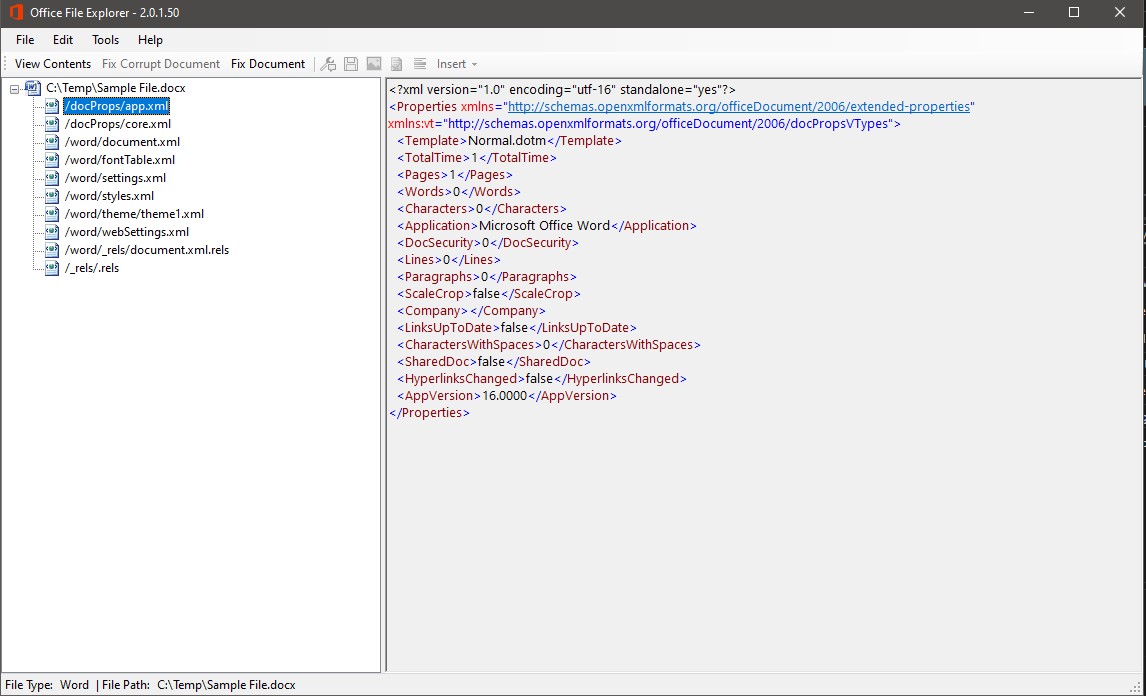 Office File Explorer - 2.0.1.50
File Edit Tools Help
View Contents Fix Corrupt Document Fix Document Insert
C:\Temp\Sample File.docx
/docProps/app.xml
/docProps/core.xml
/word/document.xml
/word/fontTable.xml
/word/settings.xml
/word/styles.xml
/word/theme/theme1.xml
/word/webSettings.xml
/word/_rels/document.xml.rels
/_rels/.rels
<?xml version="1.0" encoding="utf-16" standalone="yes"?>
<Properties xmlns="http://schemas.openxmlformats.org/officeDocument/2006/extended-properties"
xmlns:vt="http://schemas.openxmlformats.org/officeDocument/2006/docPropsVTypes">
<Template>Normal.dotm</Template>
<TotalTime>1</TotalTime>
<Pages>1</Pages>
<Words>0</Words>
<Characters>0</Characters>
<Application>Microsoft Office Word</Application>
<DocSecurity>0</DocSecurity>
<Lines>0</Lines>
<Paragraphs>0</Paragraphs>
<ScaleCrop>false</ScaleCrop>
<Company></Company>
<LinksUpToDate>false</LinksUpToDate>
<CharactersWithSpaces>0</CharactersWithSpaces>
<SharedDoc>false</SharedDoc>
<HyperlinksChanged>false</HyperlinksChanged>
<AppVersion>16.0000</AppVersion>
</Properties>
File Type: Word | File Path: C:\Temp\Sample File.docx